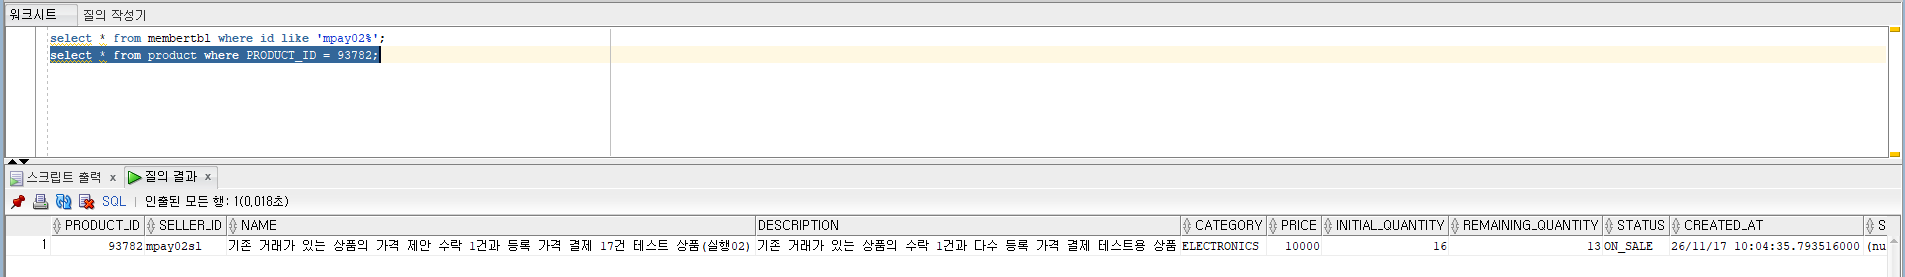 워크시트 질의 작성기
select * from membertbl where id like 'mpay02%';
select * from product where PRODUCT_ID = 93782;
스크립트 출력 x 질의 결과 x
SQL | 인출된 모든 행: 1(0,018초)
PRODUCT_ID SELLER_ID NAME DESCRIPTION CATEGORY PRICE INITIAL_QUANTITY REMAINING_QUANTITY STATUS CREATED_AT S
1 93782 mpay02sl 기존 거래가 있는 상품의 가격 제안 수락 1건과 등록 가격 결제 17건 테스트 상품(실행02) 기존 거래가 있는 상품의 수락 1건과 다수 등록 가격 결제 테스트용 상품 ELECTRONICS 10000 16 13 ON_SALE 26/11/17 10:04:35.793516000 (nu